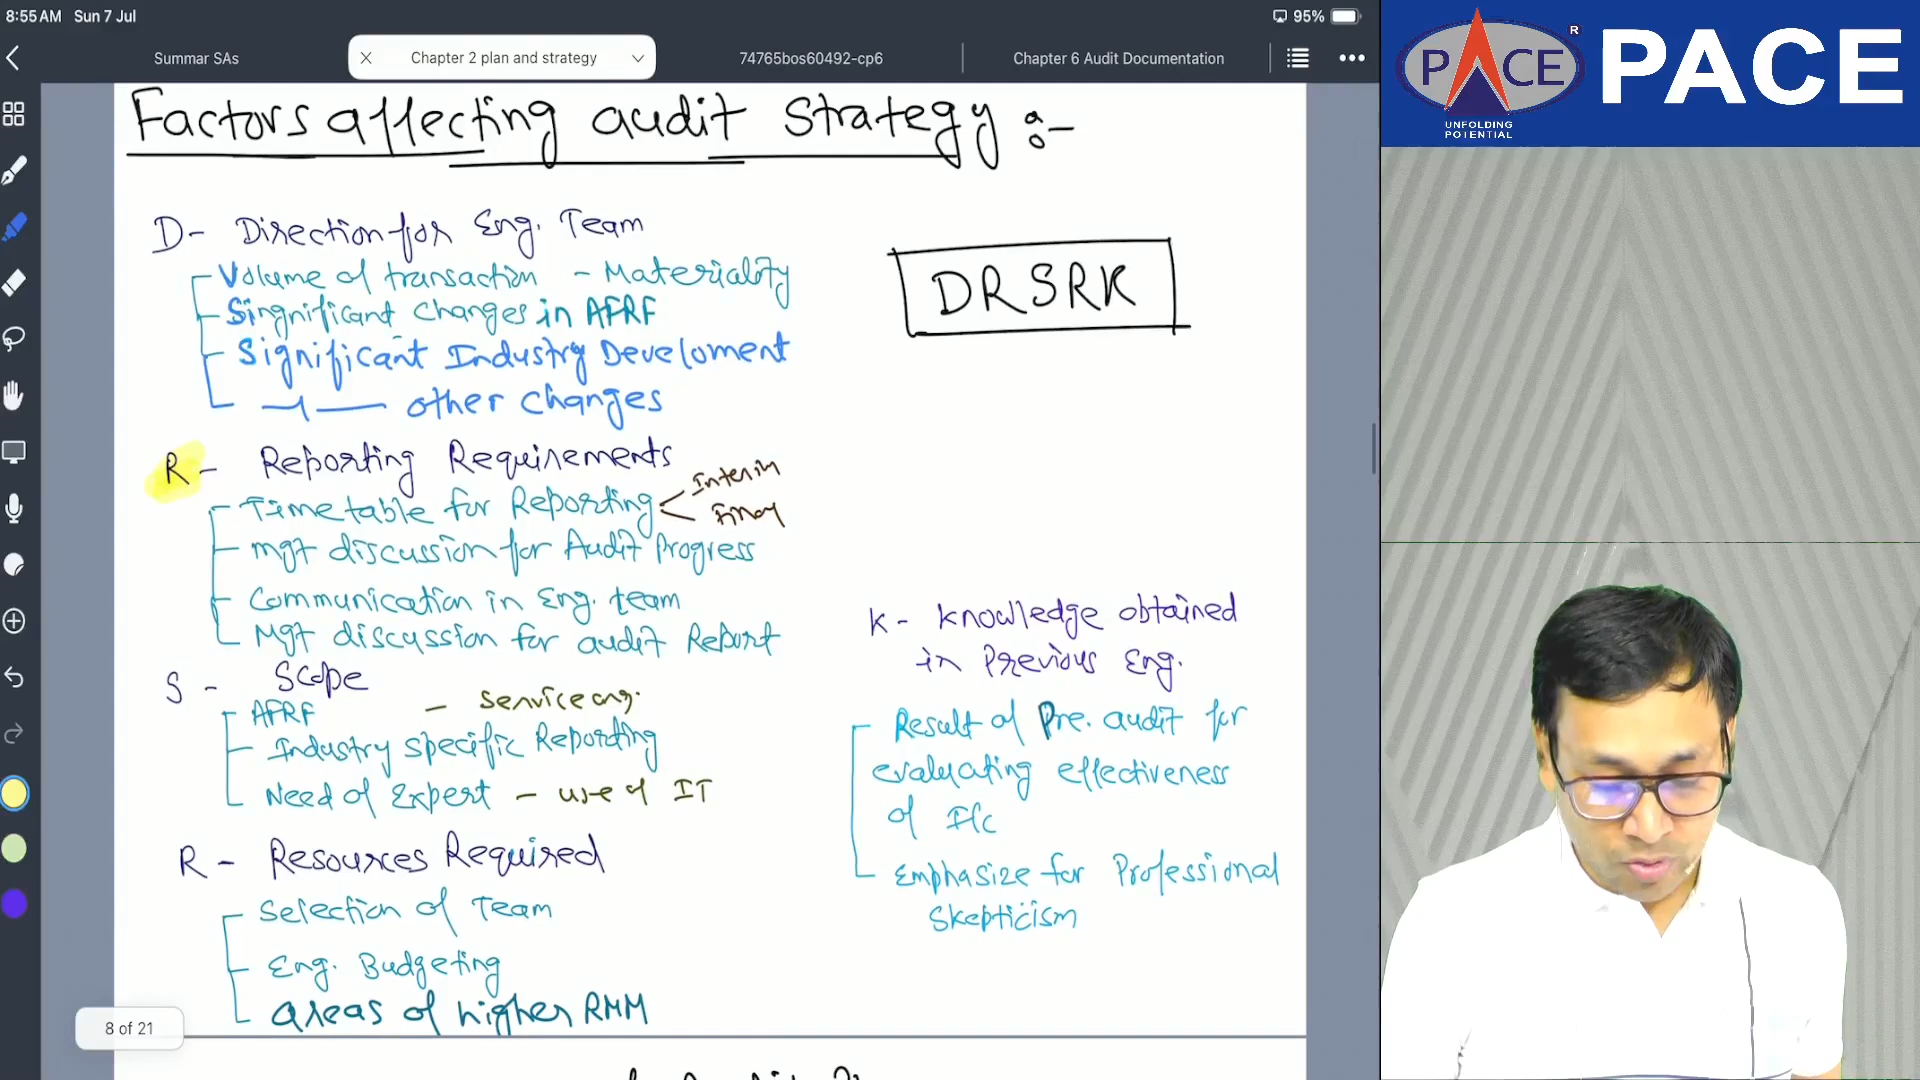 8:55 AM Sun 7 Jul
95%
Summar SAs
Chapter 2 plan and strategy
74765bos60492-cp6
Chapter 6 Audit Documentation
PACE
UNFOLDING
POTENTIAL
PACE
Factors affecting audit strategy :-
D - Direction for Eng. Team
Volume of transaction - Materiality
Singnificant changes in AFRF
Significant Industry Develoment
other changes
DRSRK
R - Reporting Requirements
Time table for Reporting
Interim
Final
mgt discussion for Audit Progress
Communication in Eng. team
Mgt discussion for audit Report
S - Scope
AFRF - Service org.
Industry specific Reporting
Need of Expert - use of IT
R - Resources Required
Selection of Team
Eng. Budgeting
areas of higher RMM
K - knowledge obtained
in Previous Eng.
Result of Pre. audit for
evaluating effectiveness
of I/c
Emphasize for Professional
Skepticism
8 of 21